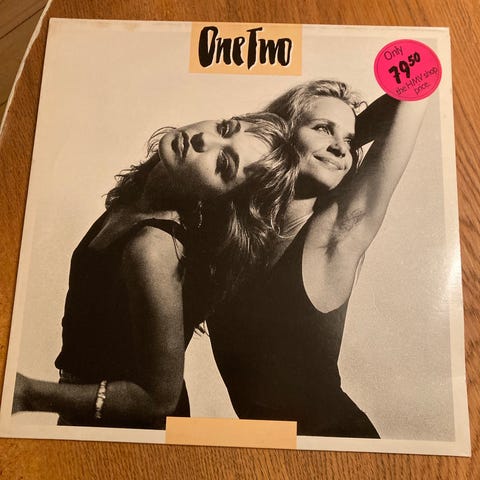 One Two
Only
79.50
the HMV shop
price.